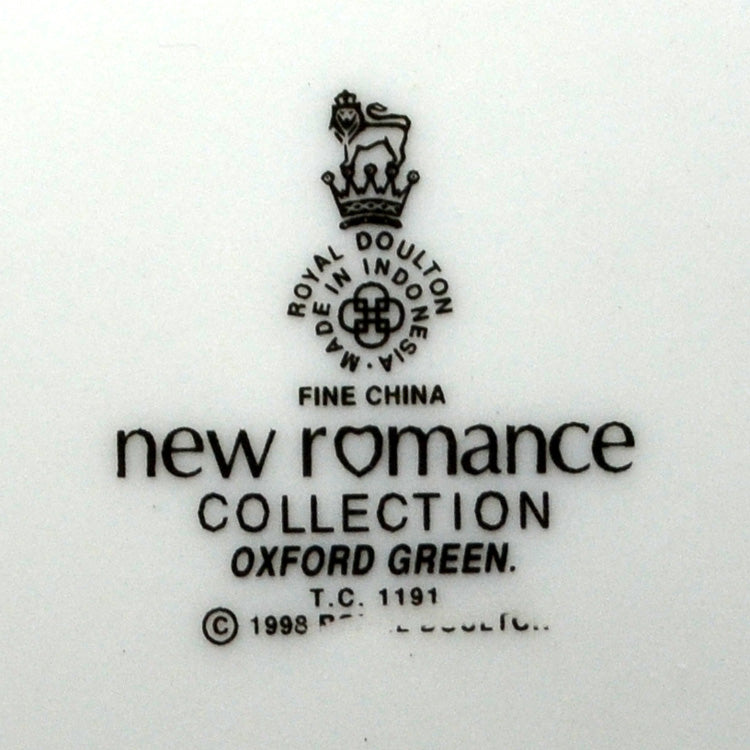 ROYAL DOULTON
MADE IN INDONESIA ·
FINE CHINA
new romance
COLLECTION
OXFORD GREEN.
T.C. 1191
© 1998